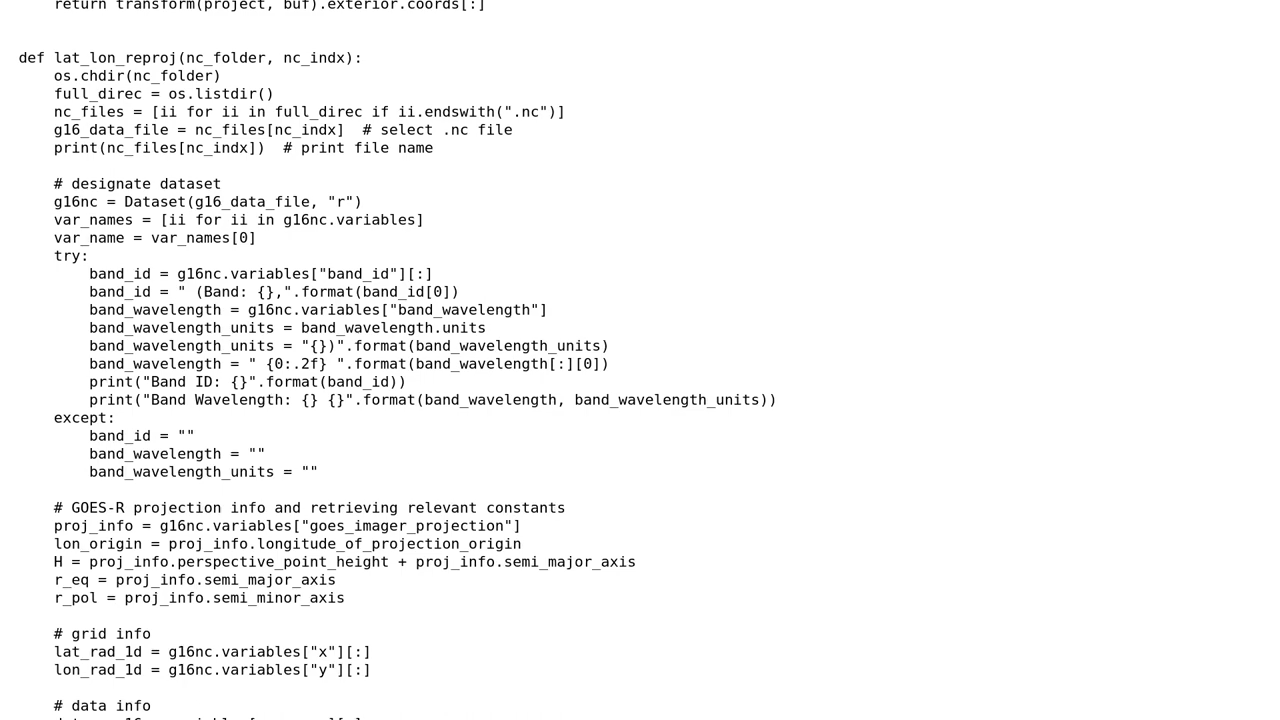 return transform(project, buf).exterior.coords[:]


def lat_lon_reproj(nc_folder, nc_indx):
    os.chdir(nc_folder)
    full_direc = os.listdir()
    nc_files = [ii for ii in full_direc if ii.endswith(".nc")]
    g16_data_file = nc_files[nc_indx]  # select .nc file
    print(nc_files[nc_indx])  # print file name

    # designate dataset
    g16nc = Dataset(g16_data_file, "r")
    var_names = [ii for ii in g16nc.variables]
    var_name = var_names[0]
    try:
        band_id = g16nc.variables["band_id"][:]
        band_id = " (Band: {},".format(band_id[0])
        band_wavelength = g16nc.variables["band_wavelength"]
        band_wavelength_units = band_wavelength.units
        band_wavelength_units = "{})".format(band_wavelength_units)
        band_wavelength = " {0:.2f} ".format(band_wavelength[:][0])
        print("Band ID: {}".format(band_id))
        print("Band Wavelength: {} {}".format(band_wavelength, band_wavelength_units))
    except:
        band_id = ""
        band_wavelength = ""
        band_wavelength_units = ""

    # GOES-R projection info and retrieving relevant constants
    proj_info = g16nc.variables["goes_imager_projection"]
    lon_origin = proj_info.longitude_of_projection_origin
    H = proj_info.perspective_point_height + proj_info.semi_major_axis
    r_eq = proj_info.semi_major_axis
    r_pol = proj_info.semi_minor_axis

    # grid info
    lat_rad_1d = g16nc.variables["x"][:]
    lon_rad_1d = g16nc.variables["y"][:]

    # data info